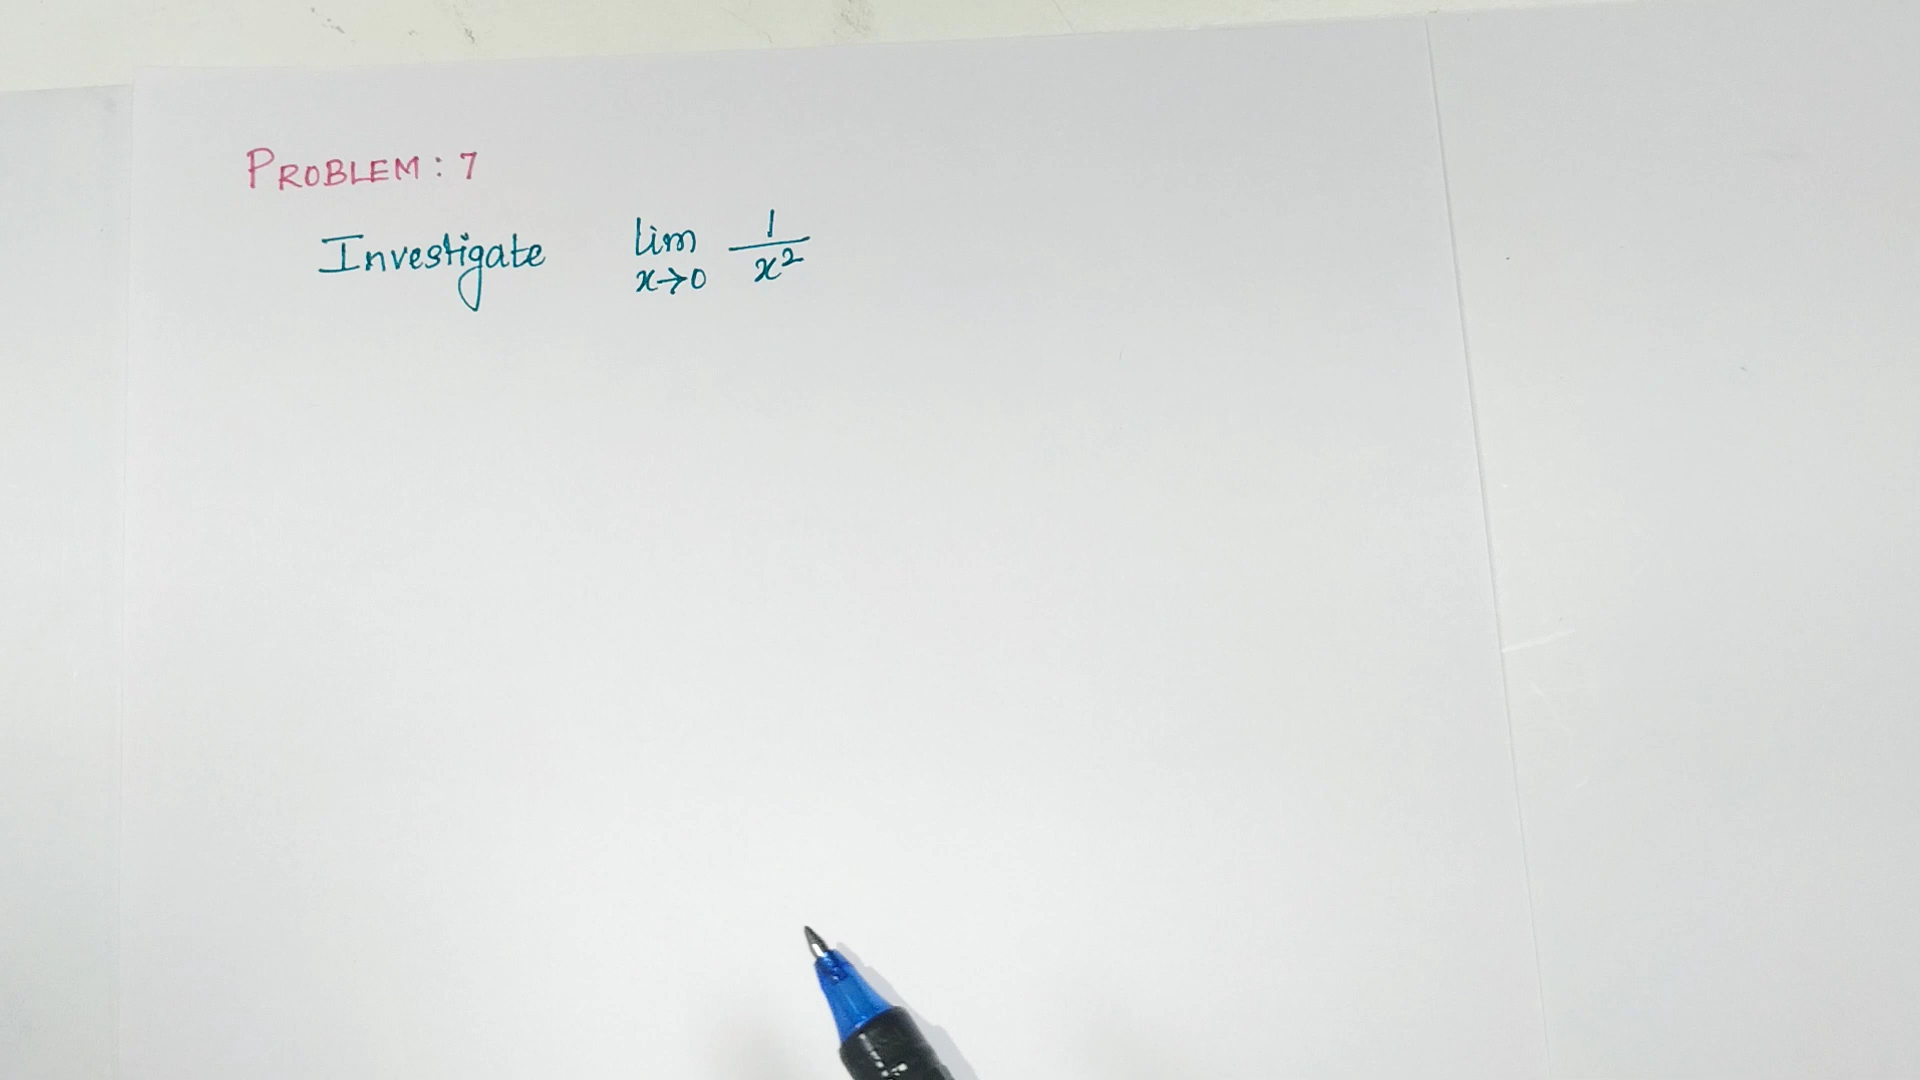 PROBLEM: 7
Investigate lim x→0 1/x²